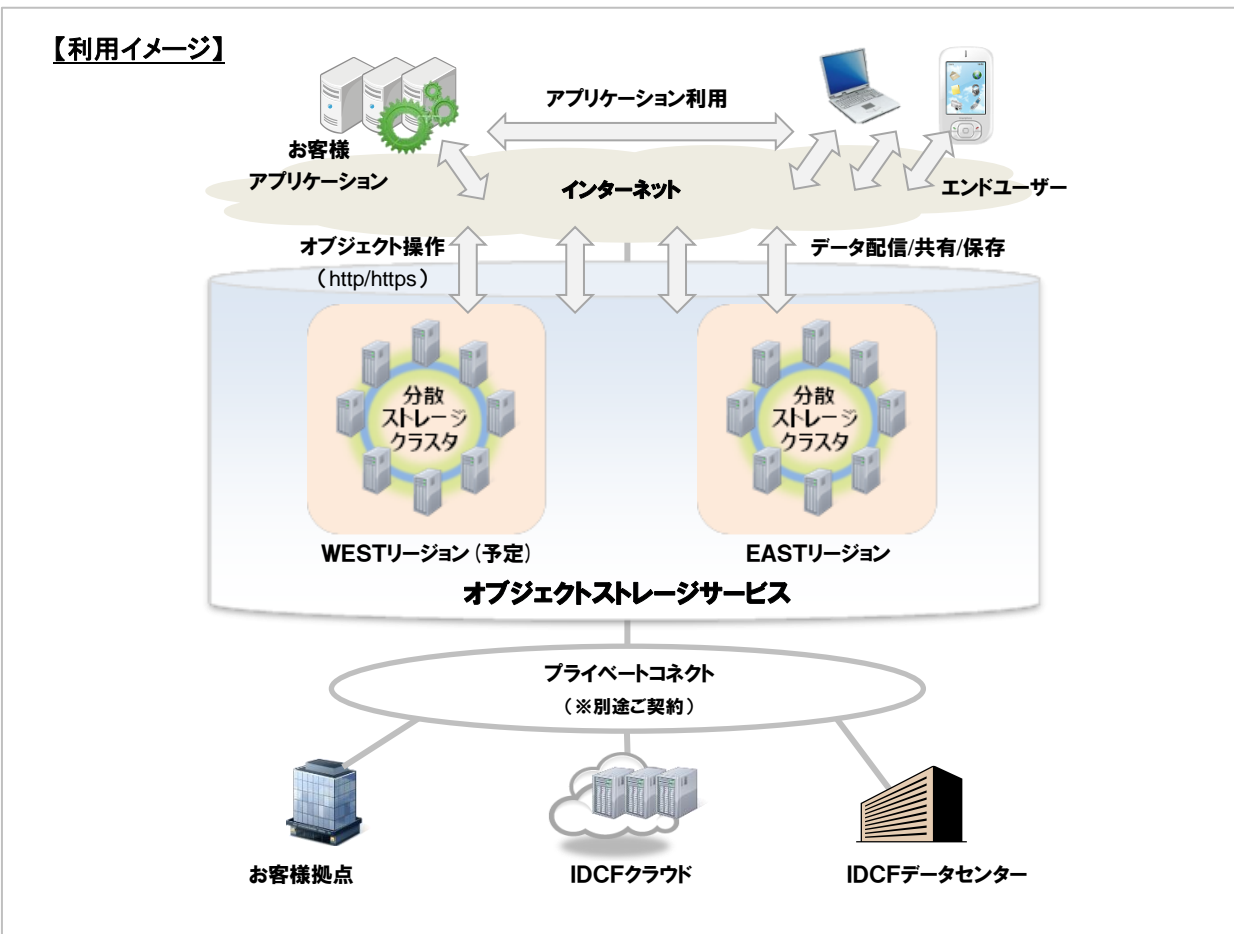 【利用イメージ】
アプリケーション利用
お客様
アプリケーション
インターネット
エンドユーザー
オブジェクト操作
（http/https）
データ配信/共有/保存
分散
ストレージ
クラスタ
分散
ストレージ
クラスタ
WESTリージョン（予定）
EASTリージョン
オブジェクトストレージサービス
プライベートコネクト
（※別途ご契約）
お客様拠点
IDCFクラウド
IDCFデータセンター